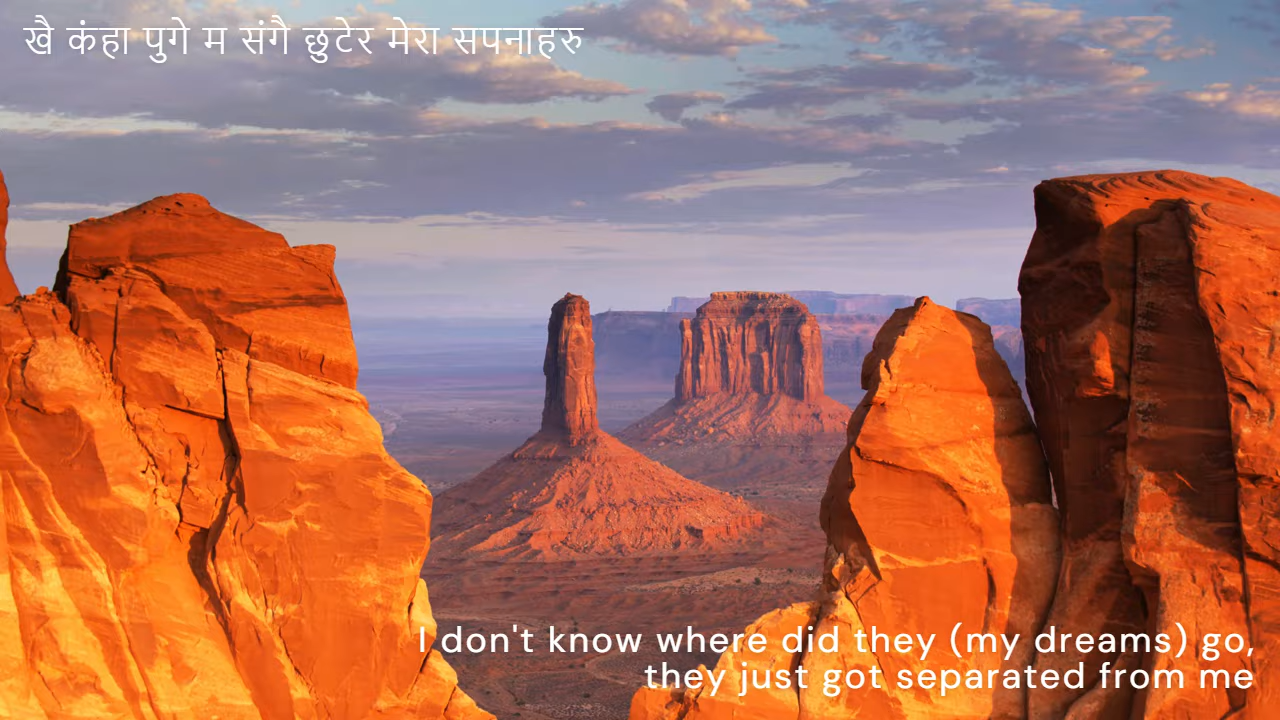 खै कंहा पुगे म संगै छुटेर मेरा सपनाहरु
I don't know where did they (my dreams) go,
they just got separated from me